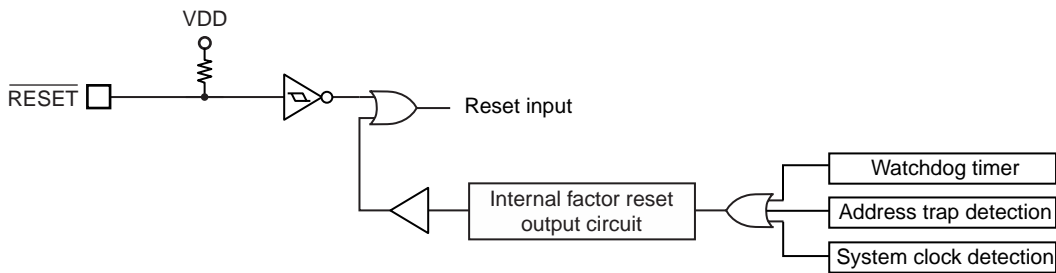 VDD
RESET
Reset input
Watchdog timer
Internal factor reset
output circuit
Address trap detection
System clock detection